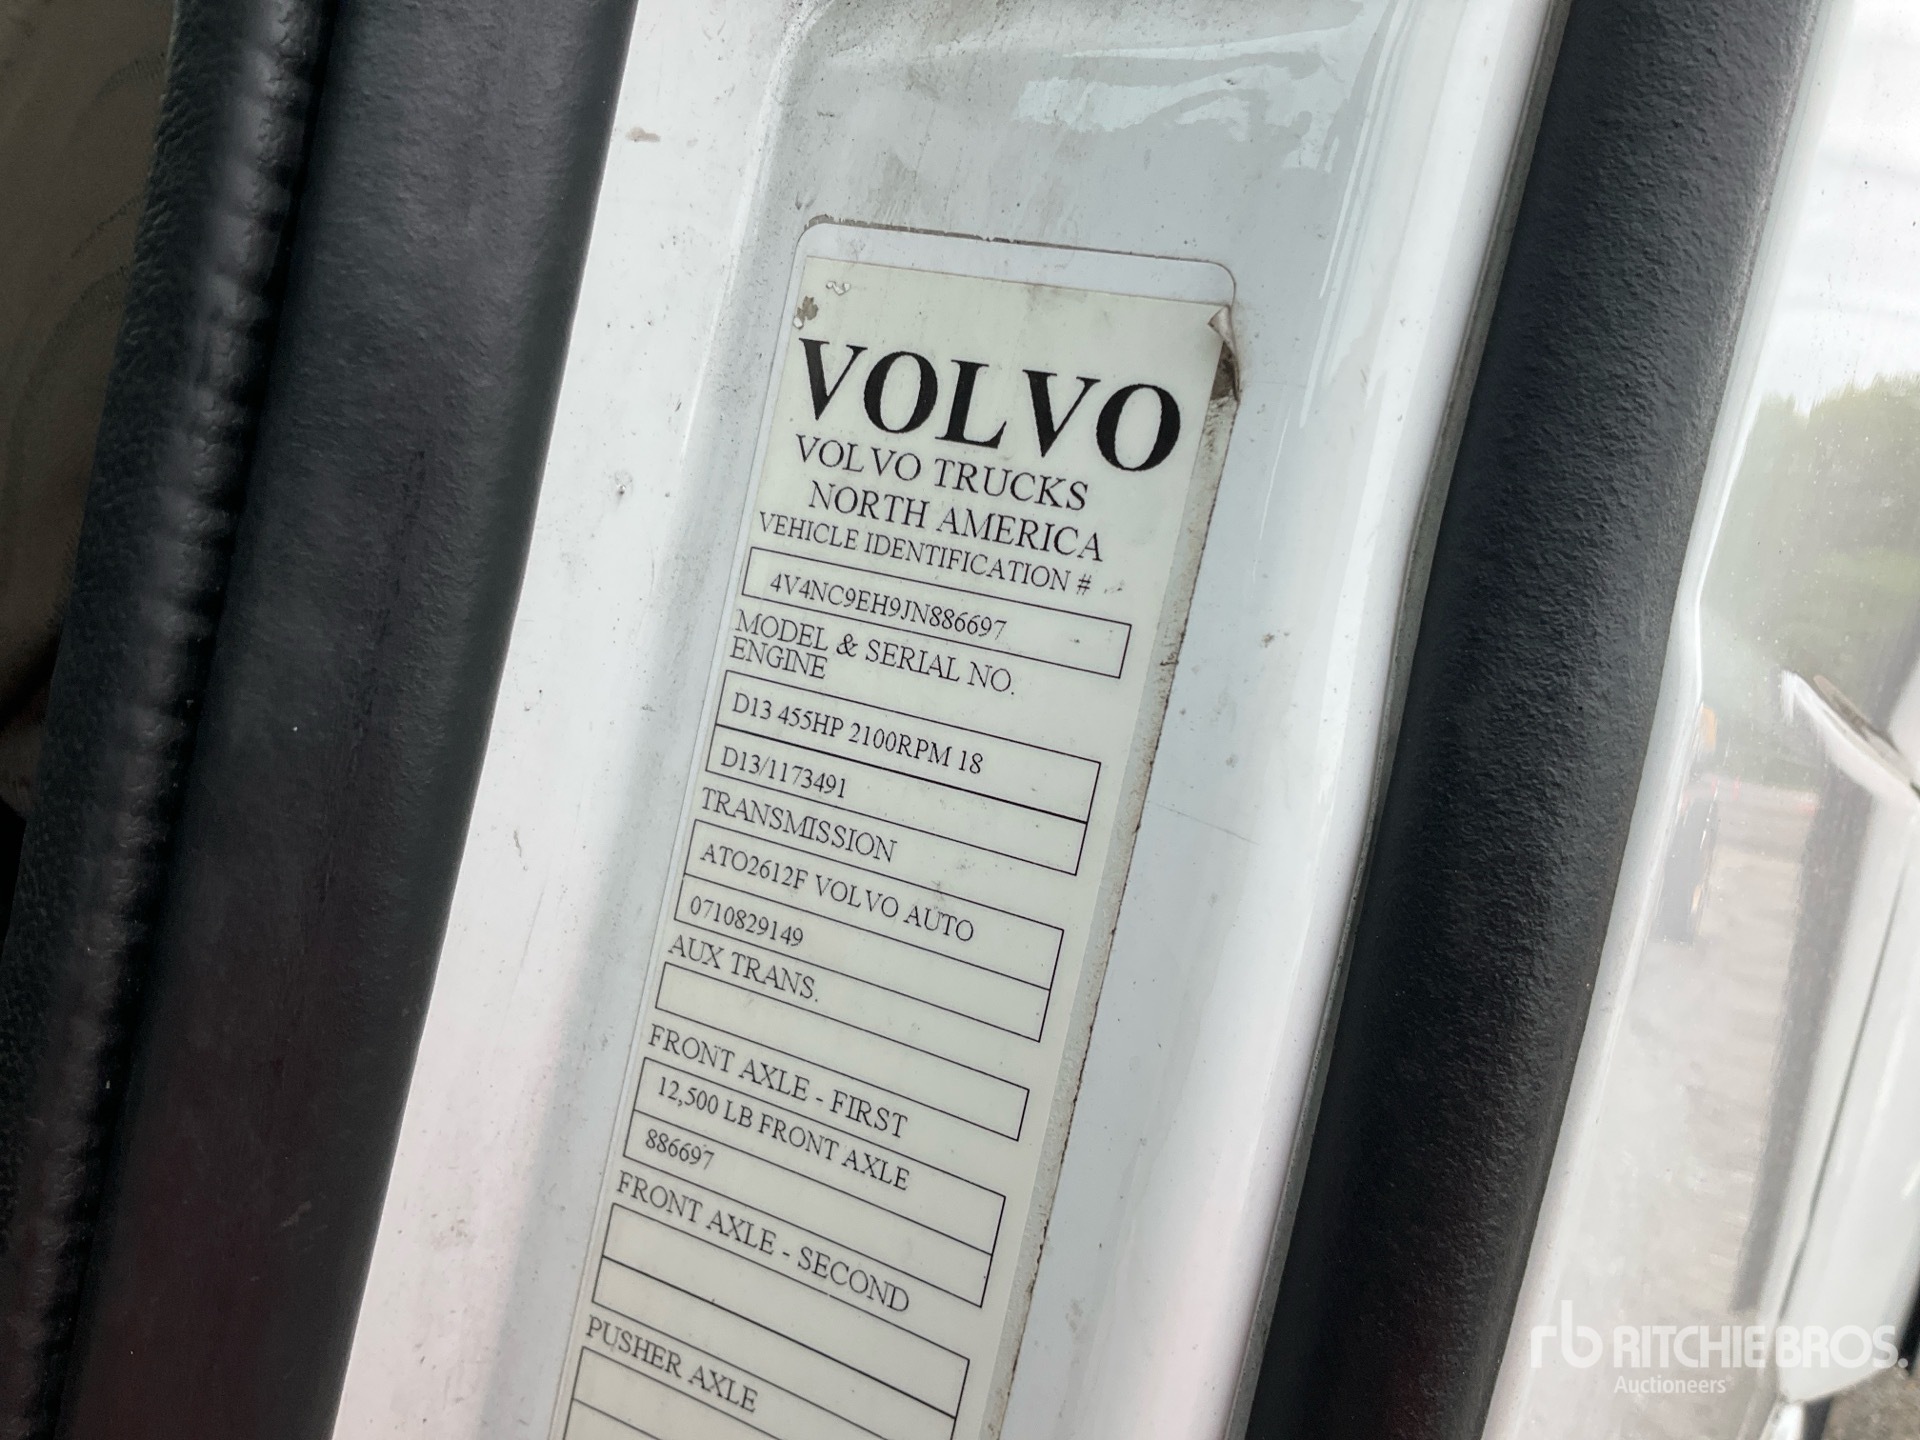 VOLVO
VOLVO TRUCKS
NORTH AMERICA
VEHICLE IDENTIFICATION #
4V4NC9EH9JN886697
MODEL & SERIAL NO.
ENGINE
D13 455HP 2100RPM 18
D13/1173491
TRANSMISSION
ATO2612F VOLVO AUTO
0710829149
AUX TRANS.
FRONT AXLE - FIRST
12,500 LB FRONT AXLE
886697
FRONT AXLE - SECOND
PUSHER AXLE
rb RITCHIE BROS.
Auctioneers